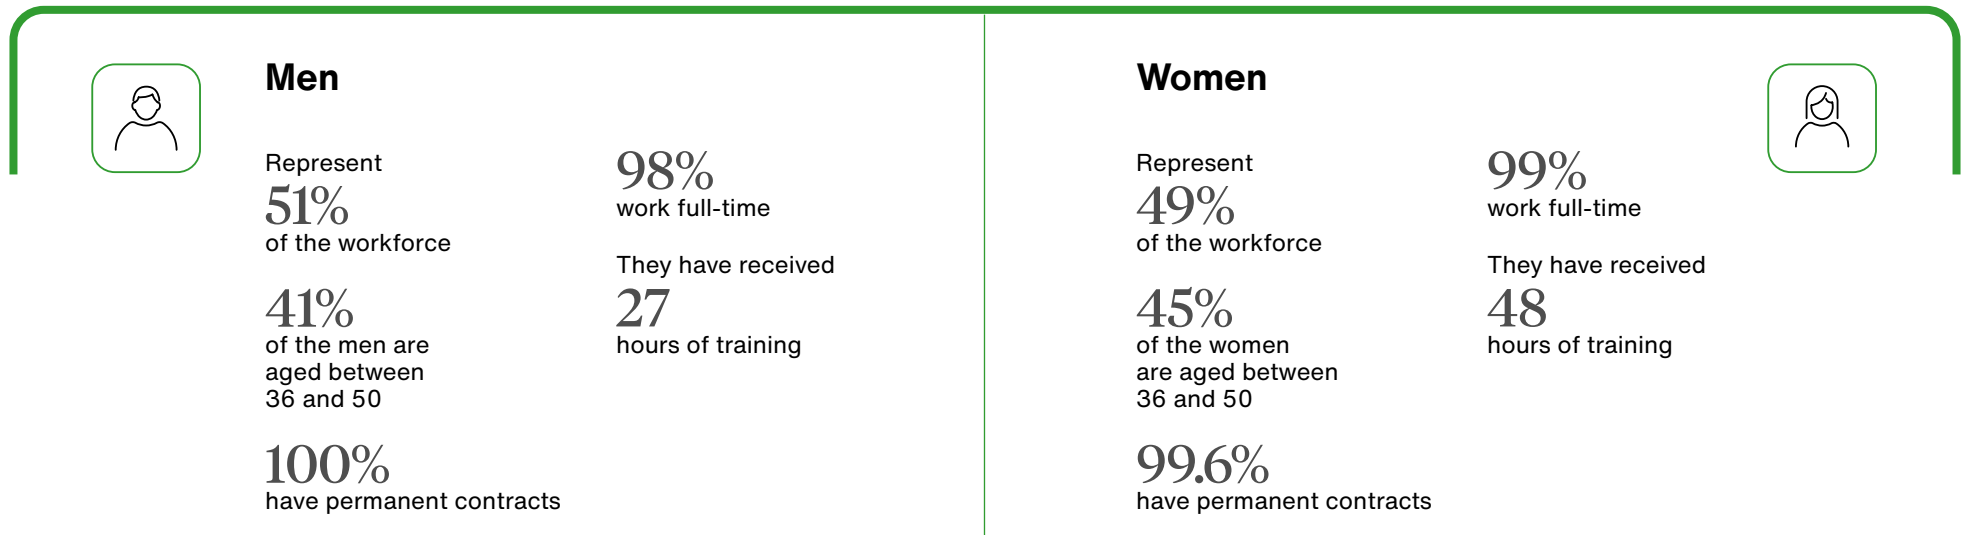 Men
Represent
51%
of the workforce
41%
of the men are
aged between
36 and 50
100%
have permanent contracts
98%
work full-time
They have received
27
hours of training
Women
Represent
49%
of the workforce
45%
of the women
are aged between
36 and 50
99.6%
have permanent contracts
99%
work full-time
They have received
48
hours of training